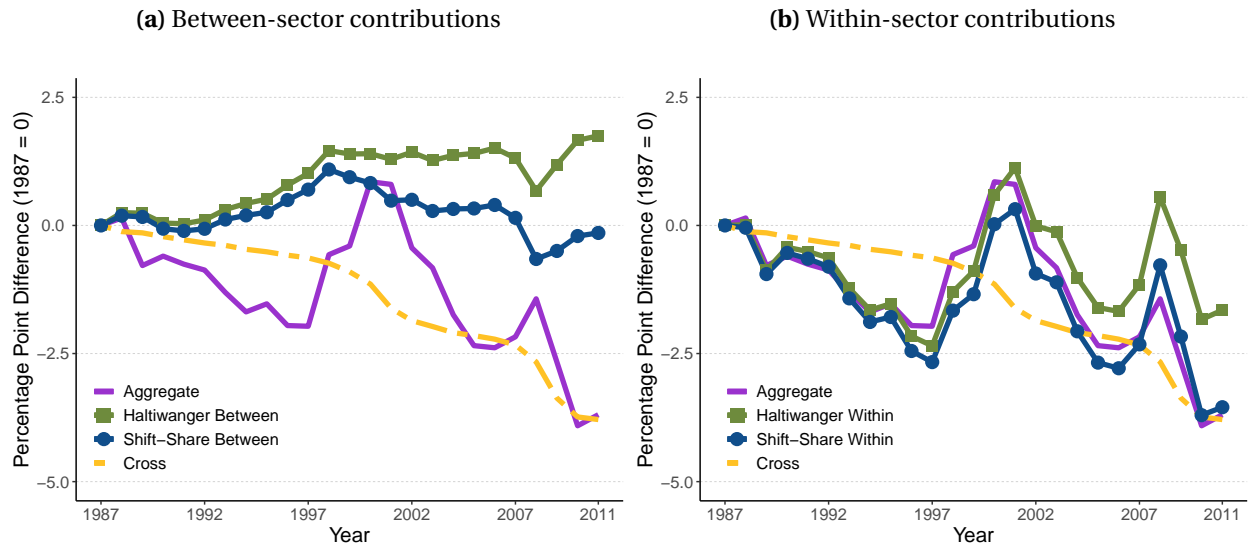 (a) Between-sector contributions
Percentage Point Difference (1987 = 0)
2.5
0.0
−2.5
−5.0
Aggregate
Haltiwanger Between
Shift−Share Between
Cross
1987 1992 1997 2002 2007 2011
Year
(b) Within-sector contributions
Percentage Point Difference (1987 = 0)
2.5
0.0
−2.5
−5.0
Aggregate
Haltiwanger Within
Shift−Share Within
Cross
1987 1992 1997 2002 2007 2011
Year